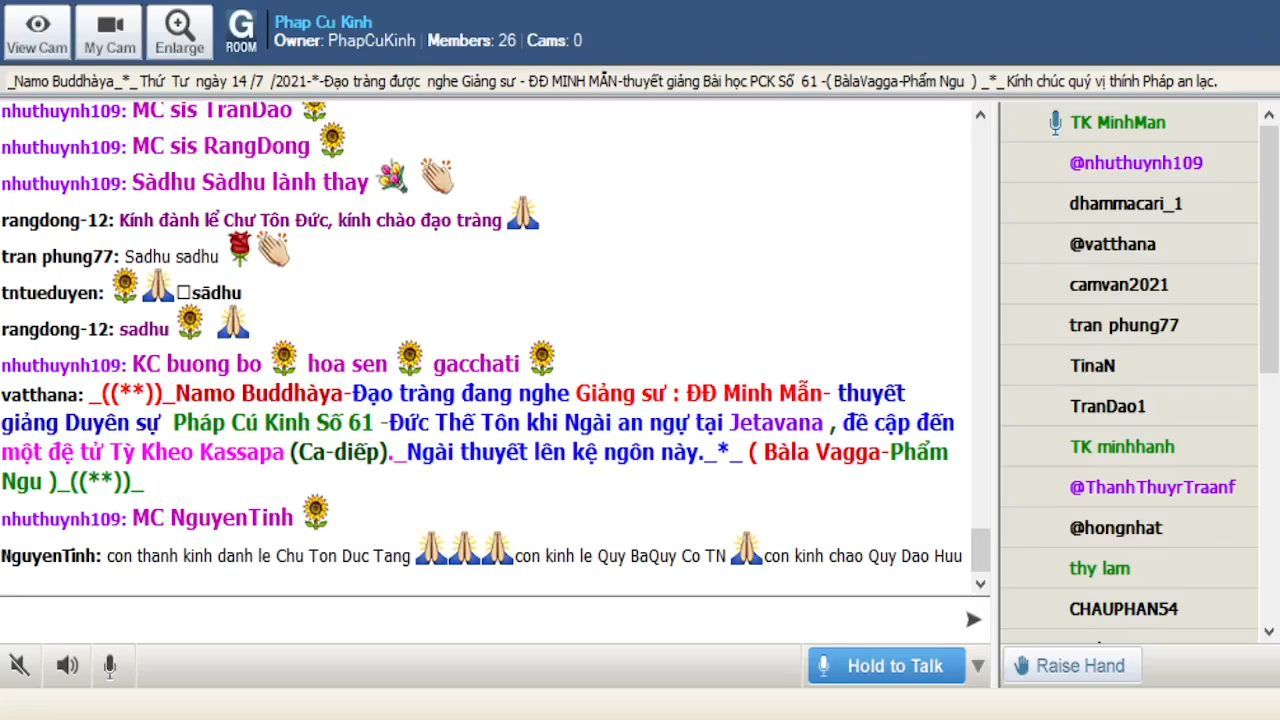 View Cam
My Cam
Enlarge
G
ROOM
Phap Cu Kinh
Owner: PhapCuKinh | Members: 26 | Cams: 0
_Namo Buddhàya_*_Thứ Tư ngày 14 /7 /2021-*-Đạo tràng được nghe Giảng sư - ĐĐ MINH MẪN-thuyết giảng Bài học PCK Số 61 -( BàlaVagga-Phẩm Ngu ) _*_Kính chúc quý vị thính Pháp an lạc.
nhuthuynh109: MC sis TranDao
nhuthuynh109: MC sis RangDong
nhuthuynh109: Sàdhu Sàdhu lành thay
rangdong-12: Kính đành lể Chư Tôn Đức, kính chào đạo tràng
tran phung77: Sadhu sadhu
tntueduyen: sādhu
rangdong-12: sadhu
nhuthuynh109: KC buong bo hoa sen gacchati
vatthana: _((**))_Namo Buddhàya-Đạo tràng đang nghe Giảng sư : ĐĐ Minh Mẫn- thuyết
giảng Duyên sự Pháp Cú Kinh Số 61 -Đức Thế Tôn khi Ngài an ngự tại Jetavana , đề cập đến
một đệ tử Tỳ Kheo Kassapa (Ca-diếp)._Ngài thuyết lên kệ ngôn này._*_ ( Bàla Vagga-Phẩm
Ngu )_((**))_
nhuthuynh109: MC NguyenTinh
NguyenTinh: con thanh kinh danh le Chu Ton Duc Tang con kinh le Quy BaQuy Co TN con kinh chao Quy Dao Huu
Hold to Talk
TK MinhMan
@nhuthuynh109
dhammacari_1
@vatthana
camvan2021
tran phung77
TinaN
TranDao1
TK minhhanh
@ThanhThuyrTraanf
@hongnhat
thy lam
CHAUPHAN54
Raise Hand